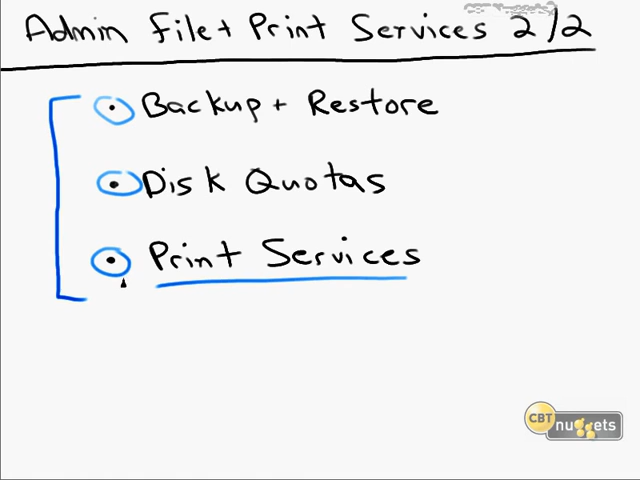 Admin File + Print Services 2/2
• Backup + Restore
• Disk Quotas
• Print Services
CBT nuggets